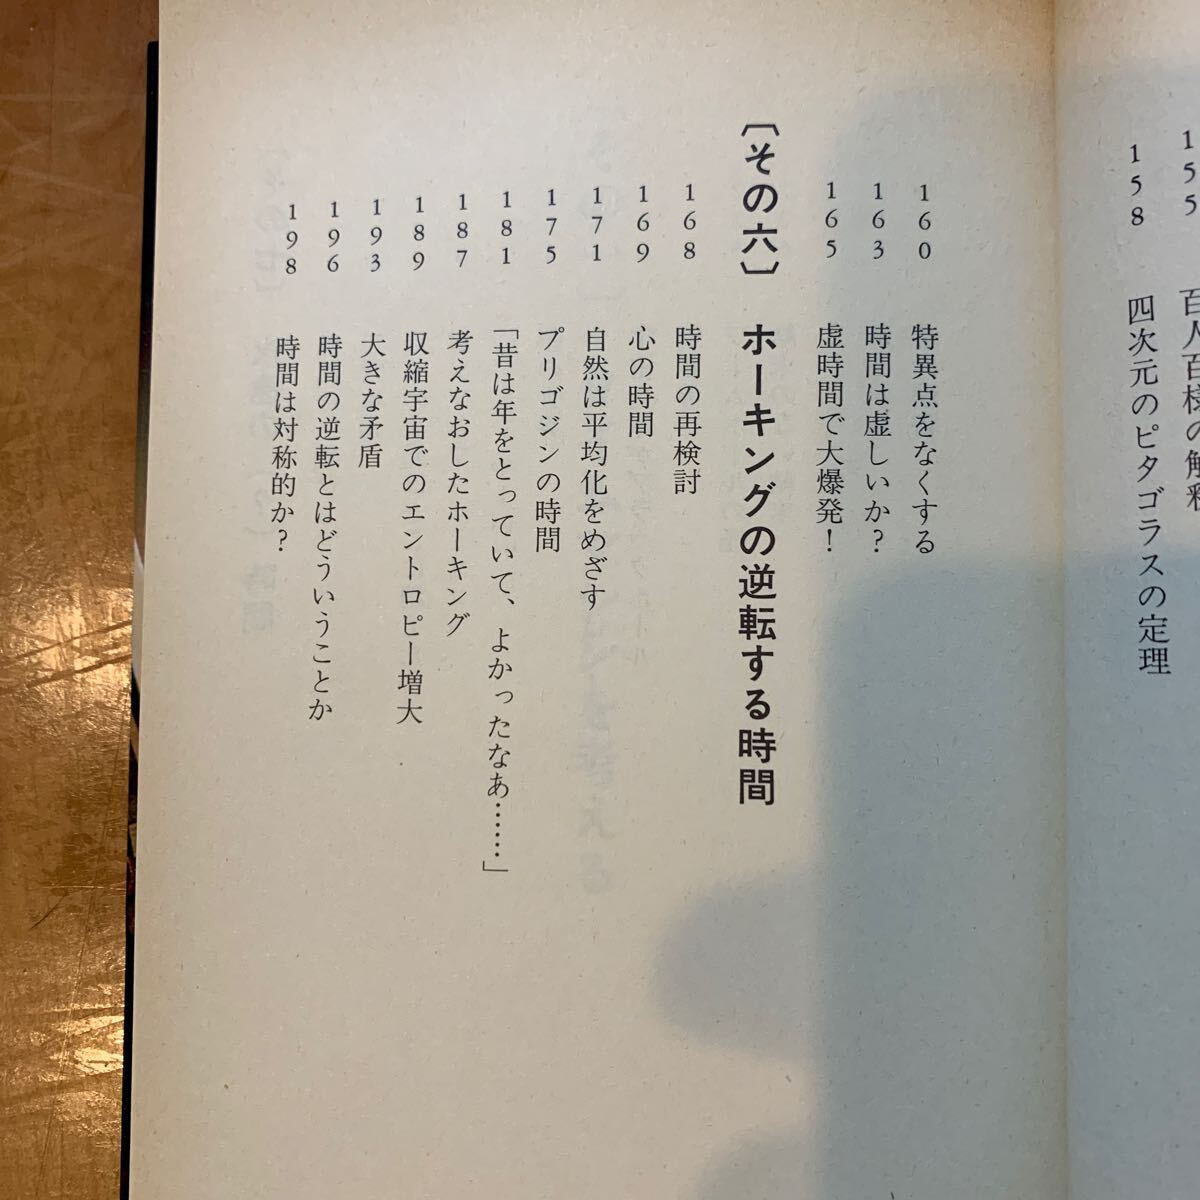 155 百人百様の解釈
158 四次元のピタゴラスの定理
160 特異点をなくする
163 時間は虚しいか?
165 虚時間で大爆発!
〔その六〕 ホーキングの逆転する時間
168 時間の再検討
169 心の時間
171 自然は平均化をめざす
175 プリゴジンの時間
181 「昔は年をとっていて、よかったなあ……」
187 考えなおしたホーキング
189 収縮宇宙でのエントロピー増大
193 大きな矛盾
196 時間の逆転とはどういうことか
198 時間は対称的か?